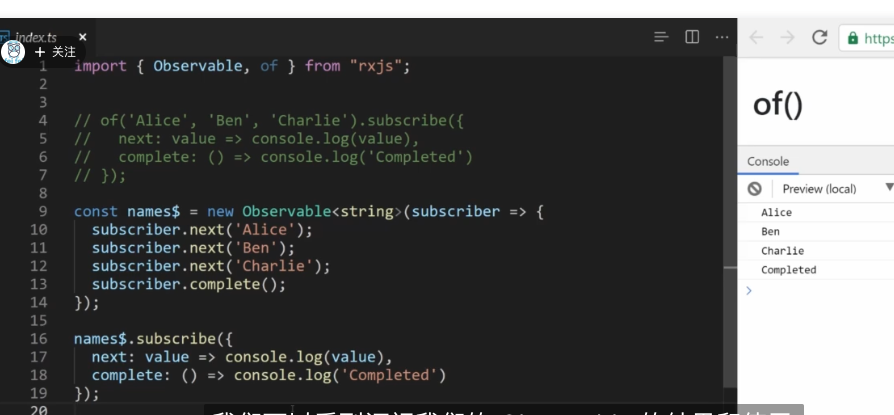 index.ts ×
+ 关注
1 import { Observable, of } from "rxjs";
2
3
4 // of('Alice', 'Ben', 'Charlie').subscribe({
5 //   next: value => console.log(value),
6 //   complete: () => console.log('Completed')
7 // });
8
9 const names$ = new Observable<string>(subscriber => {
10   subscriber.next('Alice');
11   subscriber.next('Ben');
12   subscriber.next('Charlie');
13   subscriber.complete();
14 });
15
16 names$.subscribe({
17   next: value => console.log(value),
18   complete: () => console.log('Completed')
19 });
20
https
of()
Console
Preview (local)
Alice
Ben
Charlie
Completed